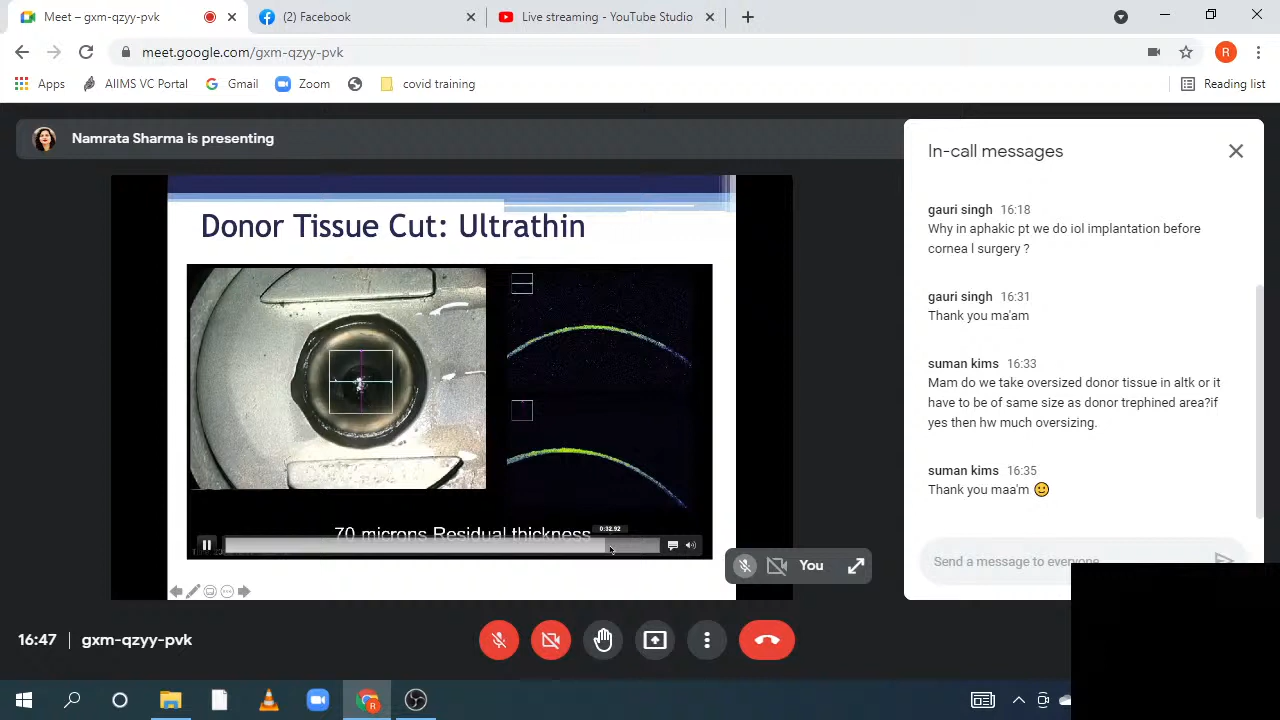 Meet – gxm-qzyy-pvk
(2) Facebook
Live streaming - YouTube Studio
meet.google.com/gxm-qzyy-pvk
R
Apps
AIIMS VC Portal
Gmail
Zoom
covid training
Reading list
Namrata Sharma is presenting
Donor Tissue Cut: Ultrathin
70 microns Residual thickness
0:32.92
You
In-call messages
gauri singh 16:18
Why in aphakic pt we do iol implantation before
cornea l surgery ?
gauri singh 16:31
Thank you ma'am
suman kims 16:33
Mam do we take oversized donor tissue in altk or it
have to be of same size as donor trephined area?if
yes then hw much oversizing.
suman kims 16:35
Thank you maa'm
Send a message to everyone
16:47
gxm-qzyy-pvk
R